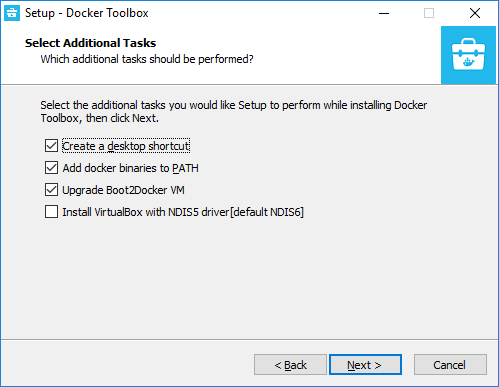 Setup - Docker Toolbox
Select Additional Tasks
Which additional tasks should be performed?
Select the additional tasks you would like Setup to perform while installing Docker
Toolbox, then click Next.
Create a desktop shortcut
Add docker binaries to PATH
Upgrade Boot2Docker VM
Install VirtualBox with NDIS5 driver[default NDIS6]
< Back
Next >
Cancel